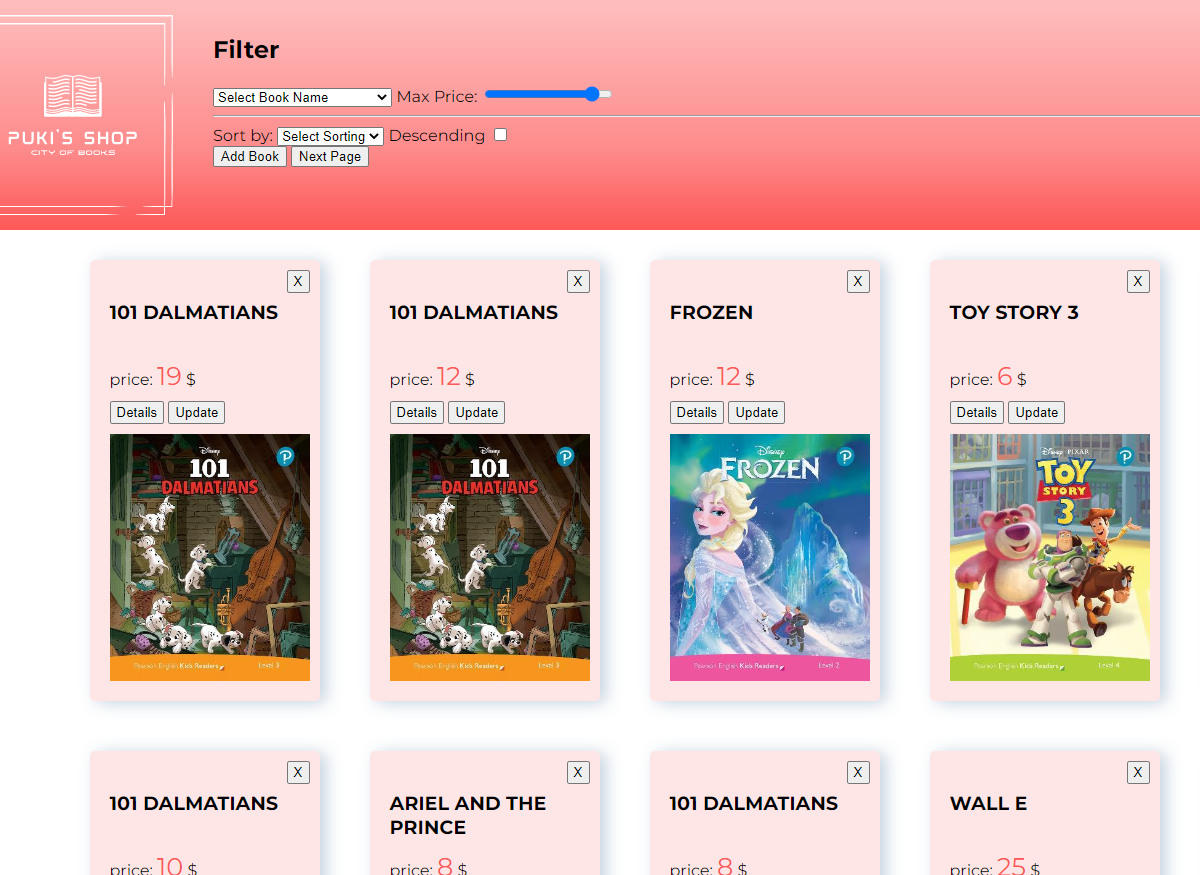 Filter
Select Book Name Max Price:
PUKI'S SHOP
CITY OF BOOKS
Sort by: Select Sorting Descending
Add Book Next Page
X X X X
101 DALMATIANS 101 DALMATIANS FROZEN TOY STORY 3
price: 19 $ price: 12 $ price: 12 $ price: 6 $
Details Update Details Update Details Update Details Update
Disney
101
DALMATIANS
P
Pearson English Kids Readers Level 3
Disney
101
DALMATIANS
P
Pearson English Kids Readers Level 3
Disney
FROZEN
P
Pearson English Kids Readers Level 2
Disney PIXAR
TOY
STORY
3
P
Pearson English Kids Readers Level 4
X X X X
101 DALMATIANS ARIEL AND THE PRINCE 101 DALMATIANS WALL E
price: 10 $ price: 8 $ price: 8 $ price: 25 $